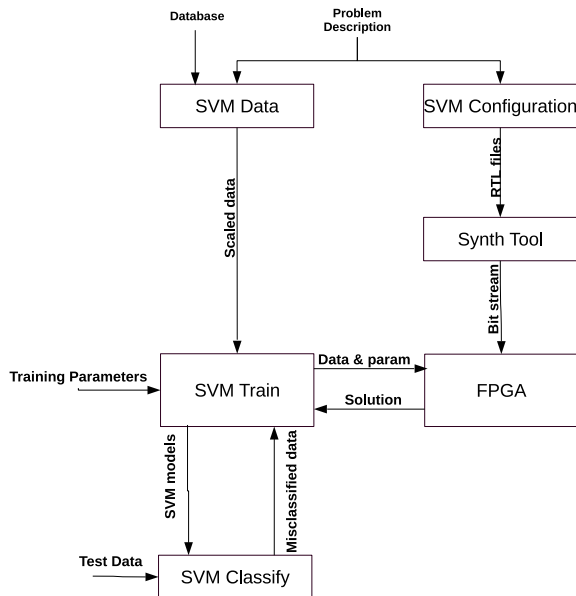 Database
Problem
Description
SVM Data
SVM Configuration
Scaled data
RTL files
Synth Tool
Bit stream
Training Parameters
SVM Train
Data & param
Solution
FPGA
SVM models
Misclassified data
Test Data
SVM Classify